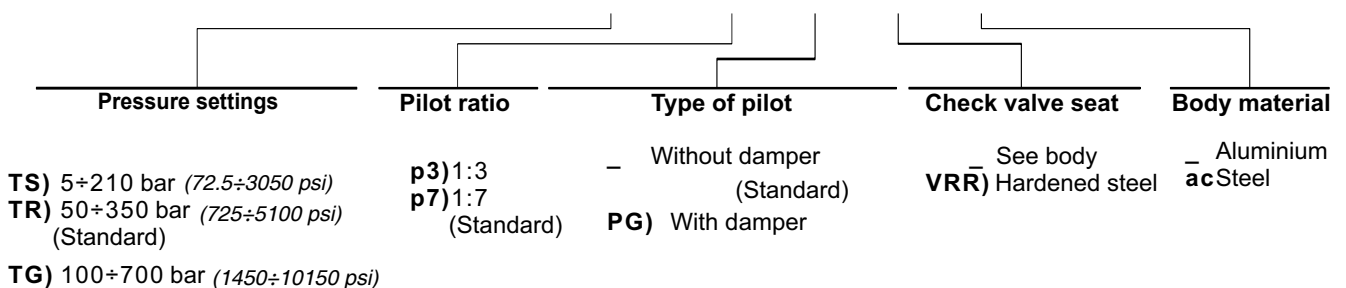 Pressure settings
TS) 5÷210 bar (72.5÷3050 psi)
TR) 50÷350 bar (725÷5100 psi)
(Standard)
TG) 100÷700 bar (1450÷10150 psi)
Pilot ratio
p3)1:3
p7)1:7
(Standard)
Type of pilot
_ Without damper
(Standard)
PG) With damper
Check valve seat
_ See body
VRR) Hardened steel
Body material
_ Aluminium
acSteel